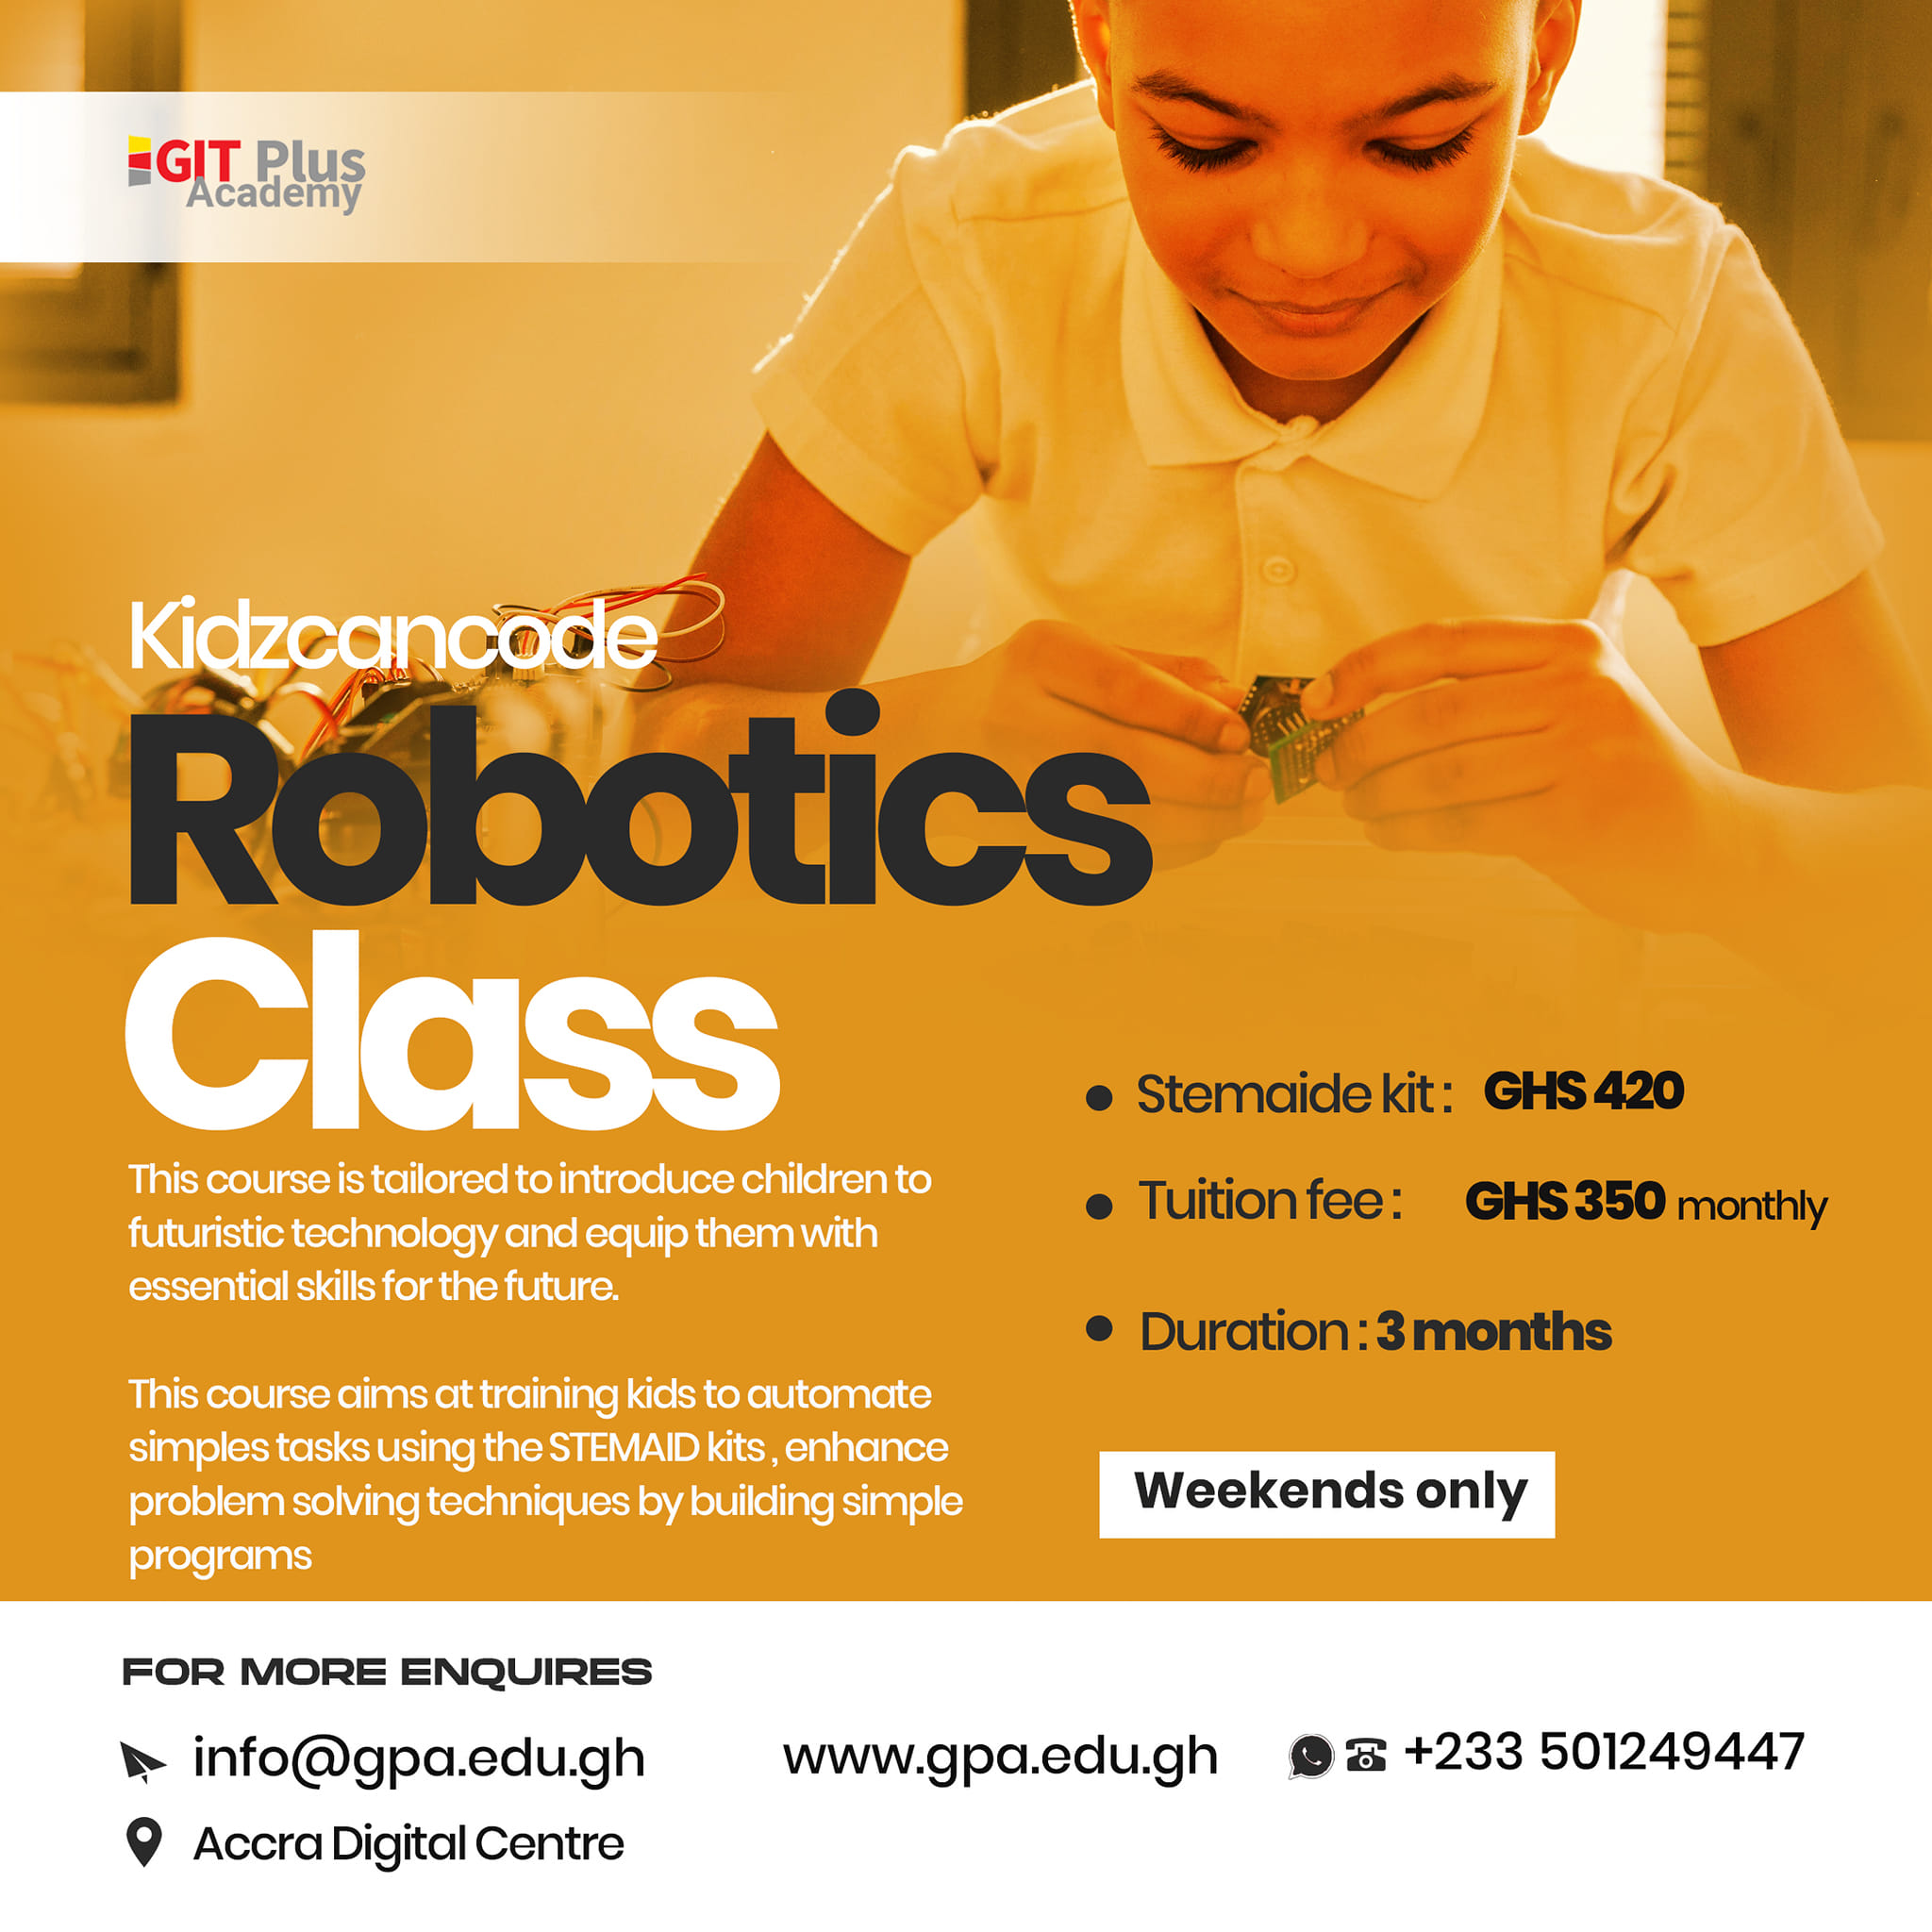 GIT Plus
Academy
Kidzcancode
Robotics
Class
This course is tailored to introduce children to
futuristic technology and equip them with
essential skills for the future.
This course aims at training kids to automate
simples tasks using the STEMAID kits , enhance
problem solving techniques by building simple
programs
Stemaide kit : GHS 420
Tuition fee : GHS 350 monthly
Duration : 3 months
Weekends only
FOR MORE ENQUIRES
info@gpa.edu.gh www.gpa.edu.gh +233 501249447
Accra Digital Centre